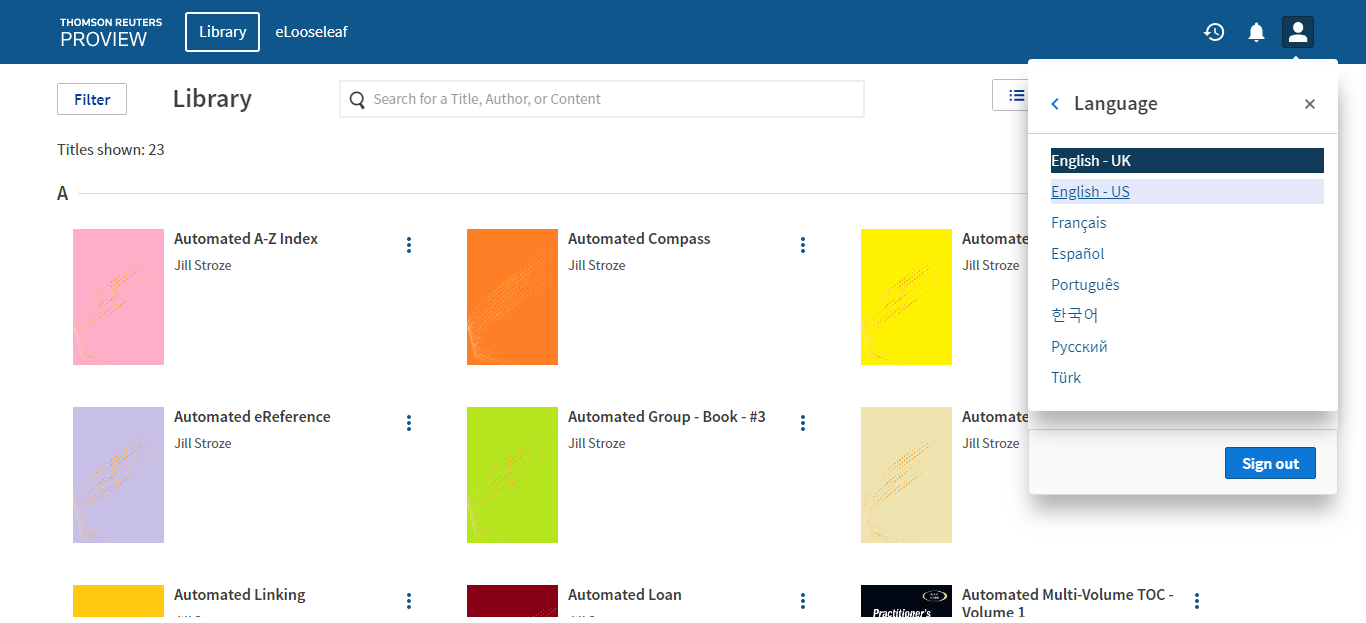 THOMSON REUTERS
PROVIEW
Library
eLooseleaf
Filter
Library
Search for a Title, Author, or Content
Language
Titles shown: 23
English - UK
English - US
Français
Español
Português
한국어
Русский
Türk
Sign out
A
Automated A-Z Index
Jill Stroze
Automated Compass
Jill Stroze
Automate
Jill Stroze
Automated eReference
Jill Stroze
Automated Group - Book - #3
Jill Stroze
Automate
Jill Stroze
Automated Linking
Automated Loan
Practitioner's
Automated Multi-Volume TOC -
Volume 1